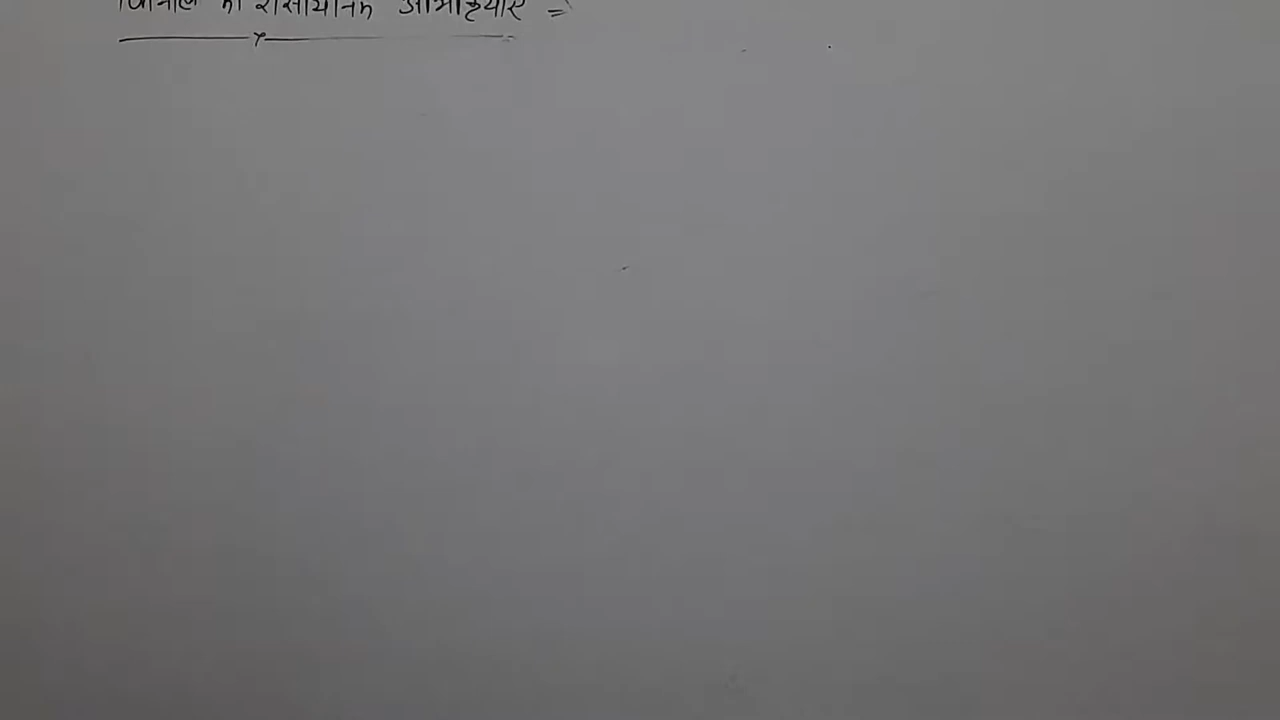 फिनोल की रासायनिक अभिक्रियाएं =